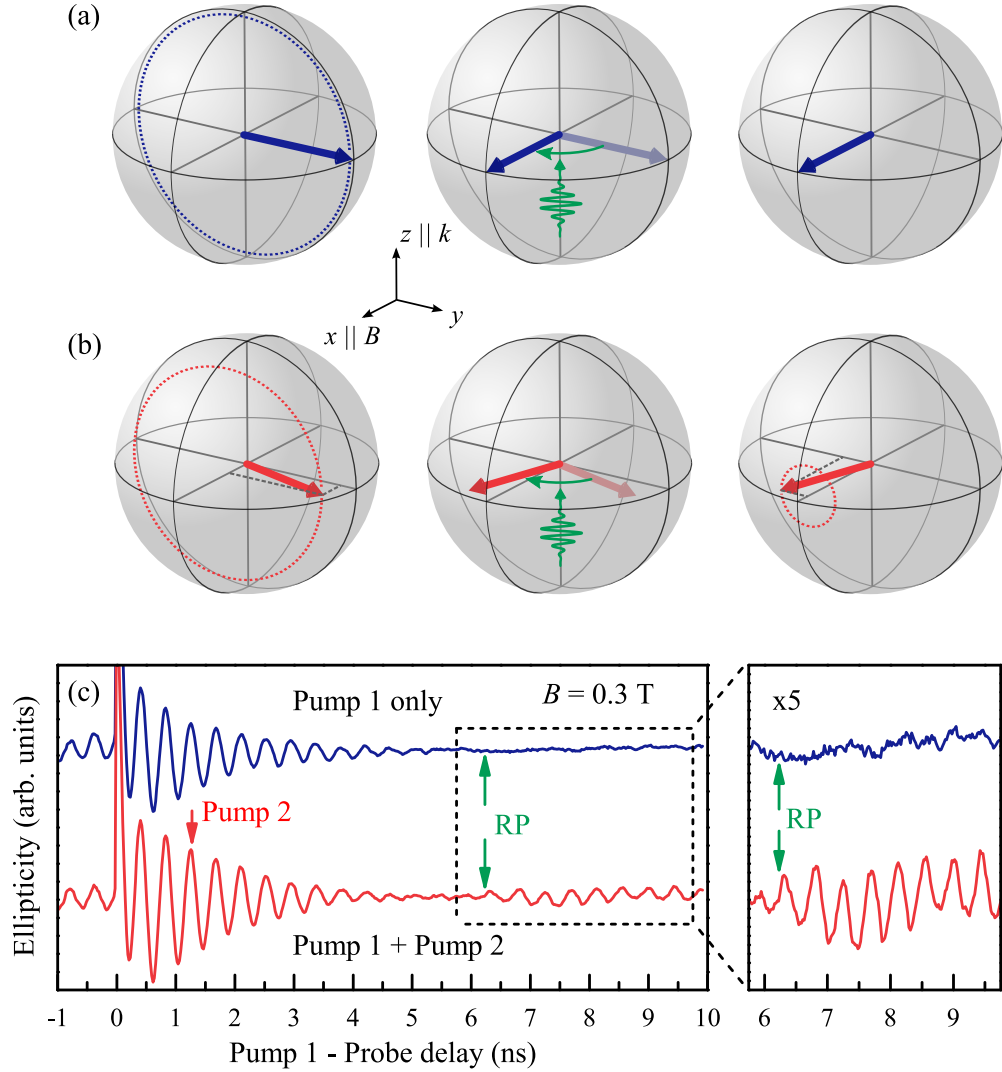 (a)
z || k
x || B
y
(b)
(c)
Pump 1 only
B = 0.3 T
x5
Pump 2
RP
RP
Pump 1 + Pump 2
Ellipticity (arb. units)
-1 0 1 2 3 4 5 6 7 8 9 10
6 7 8 9
Pump 1 - Probe delay (ns)